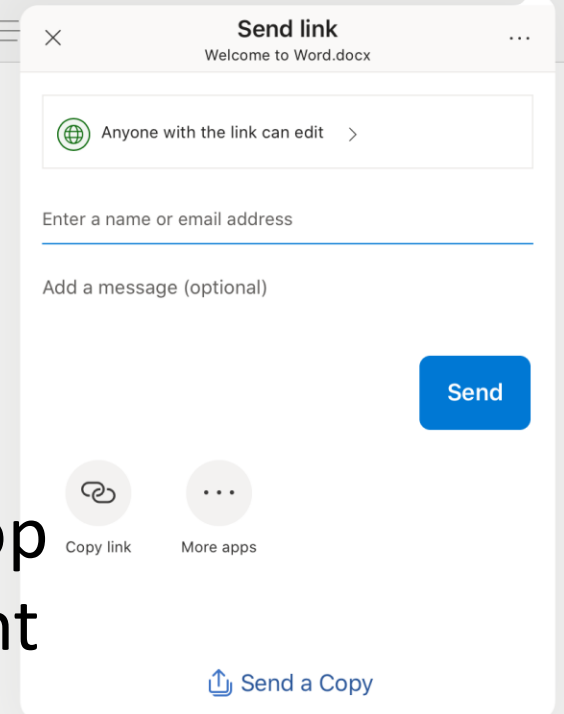 Send link
Welcome to Word.docx
Anyone with the link can edit
Enter a name or email address
Add a message (optional)
Send
Copy link
More apps
Send a Copy